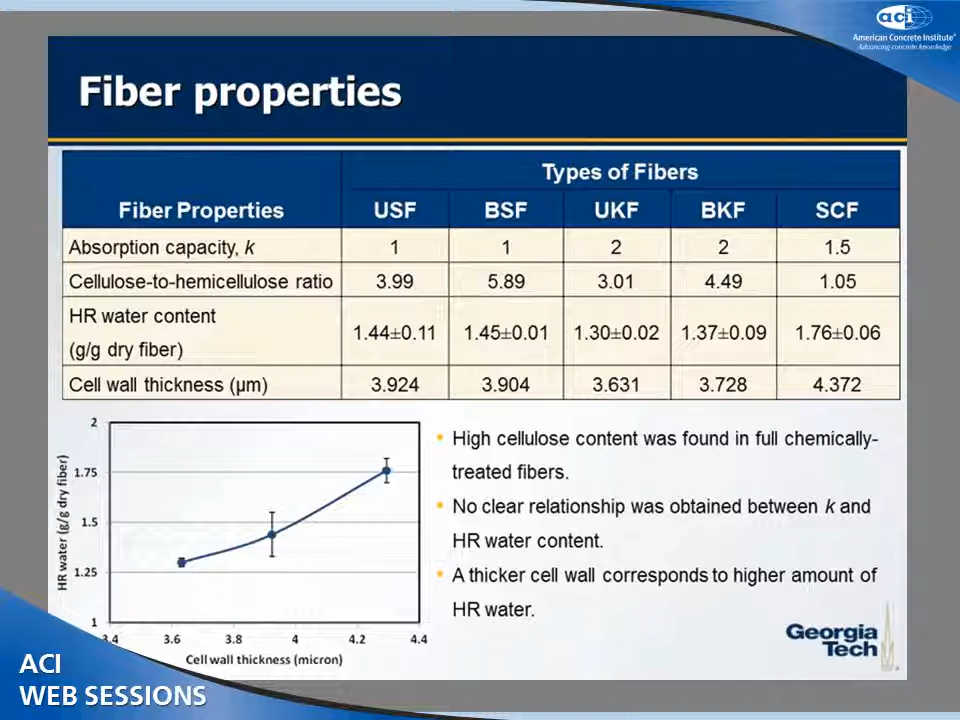 aci
American Concrete Institute®
Advancing concrete knowledge
Fiber properties
Types of Fibers
Fiber Properties USF BSF UKF BKF SCF
Absorption capacity, k 1 1 2 2 1.5
Cellulose-to-hemicellulose ratio 3.99 5.89 3.01 4.49 1.05
HR water content
(g/g dry fiber) 1.44±0.11 1.45±0.01 1.30±0.02 1.37±0.09 1.76±0.06
Cell wall thickness (μm) 3.924 3.904 3.631 3.728 4.372
HR water (g/g dry fiber)
2
1.75
1.5
1.25
1
3.4 3.6 3.8 4 4.2 4.4
Cell wall thickness (micron)
• High cellulose content was found in full chemically-
treated fibers.
• No clear relationship was obtained between k and
HR water content.
• A thicker cell wall corresponds to higher amount of
HR water.
Georgia
Tech
ACI
WEB SESSIONS